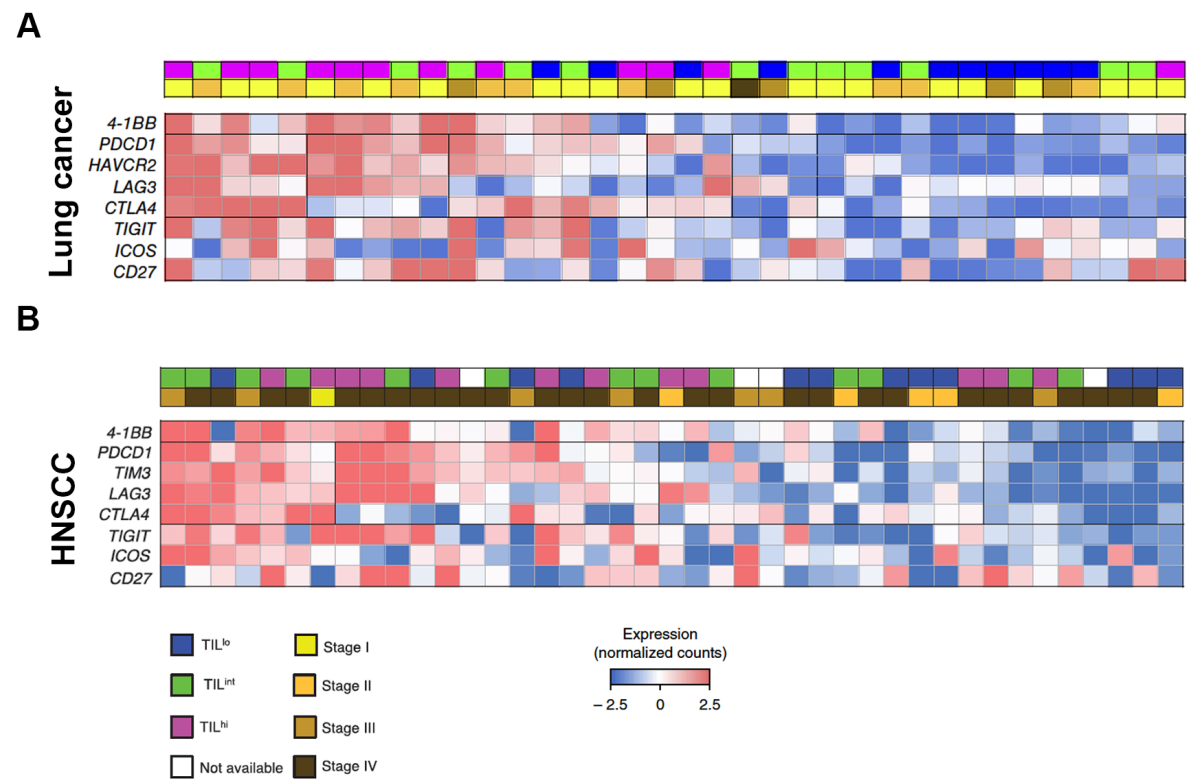 A
Lung cancer
4-1BB
PDCD1
HAVCR2
LAG3
CTLA4
TIGIT
ICOS
CD27
B
HNSCC
4-1BB
PDCD1
TIM3
LAG3
CTLA4
TIGIT
ICOS
CD27
TILlo
Stage I
TILint
Stage II
TILhi
Stage III
Not available
Stage IV
Expression
(normalized counts)
– 2.5 0 2.5